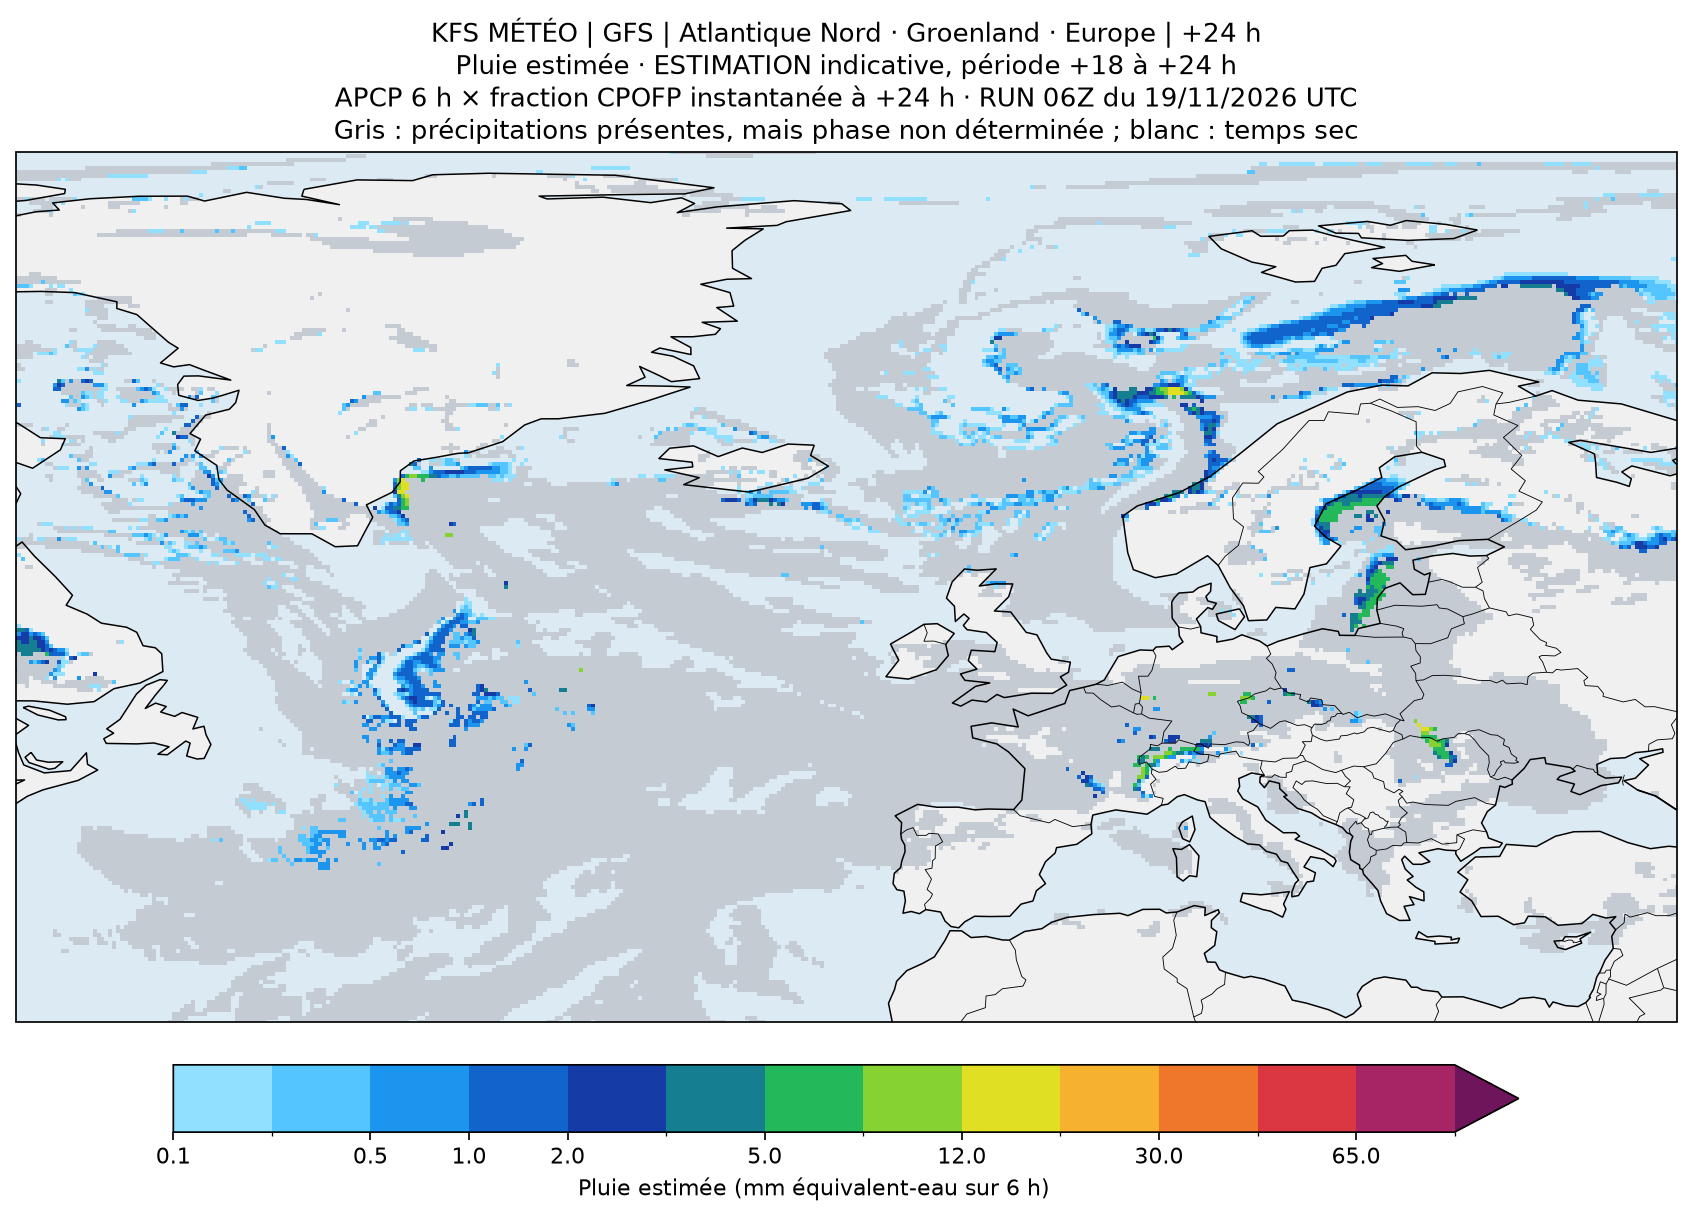 KFS MÉTÉO | GFS | Atlantique Nord · Groenland · Europe | +24 h
Pluie estimée · ESTIMATION indicative, période +18 à +24 h
APCP 6 h × fraction CPOFP instantanée à +24 h · RUN 06Z du 19/11/2026 UTC
Gris : précipitations présentes, mais phase non déterminée ; blanc : temps sec
0.1 0.5 1.0 2.0 5.0 12.0 30.0 65.0
Pluie estimée (mm équivalent-eau sur 6 h)